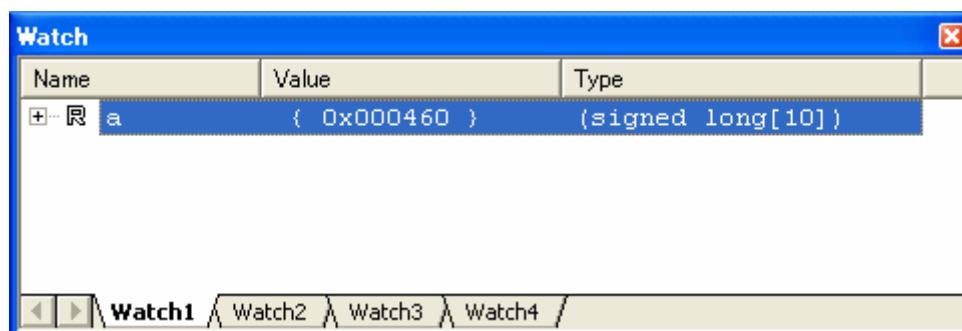 Watch
Name Value Type
R a { 0x000460 } (signed long[10])
Watch1 Watch2 Watch3 Watch4